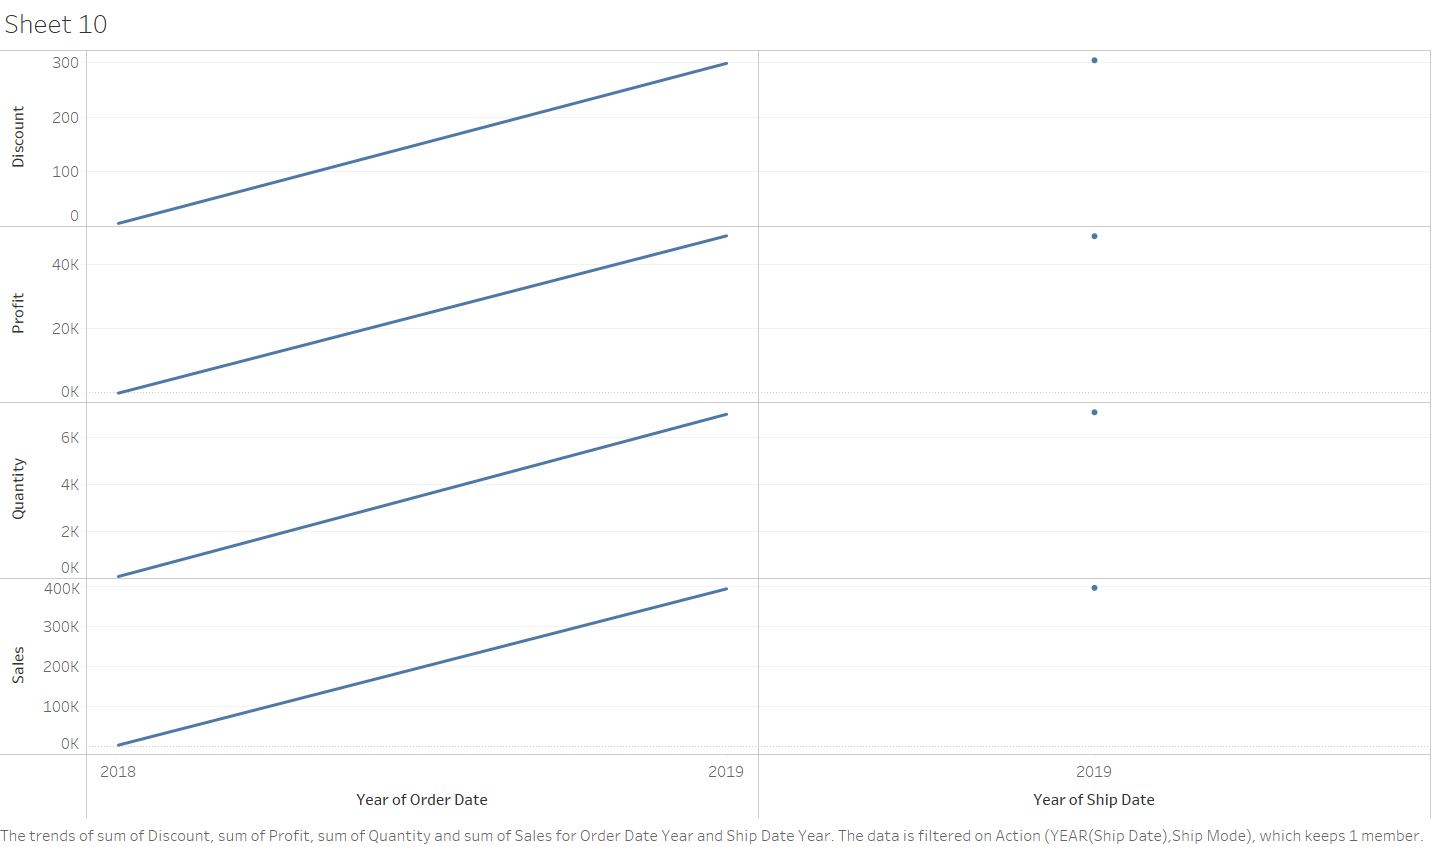 Sheet 10
Discount
300
200
100
0
Profit
40K
20K
0K
Quantity
6K
4K
2K
0K
Sales
400K
300K
200K
100K
0K
2018 2019 2019
Year of Order Date Year of Ship Date
The trends of sum of Discount, sum of Profit, sum of Quantity and sum of Sales for Order Date Year and Ship Date Year. The data is filtered on Action (YEAR(Ship Date),Ship Mode), which keeps 1 member.